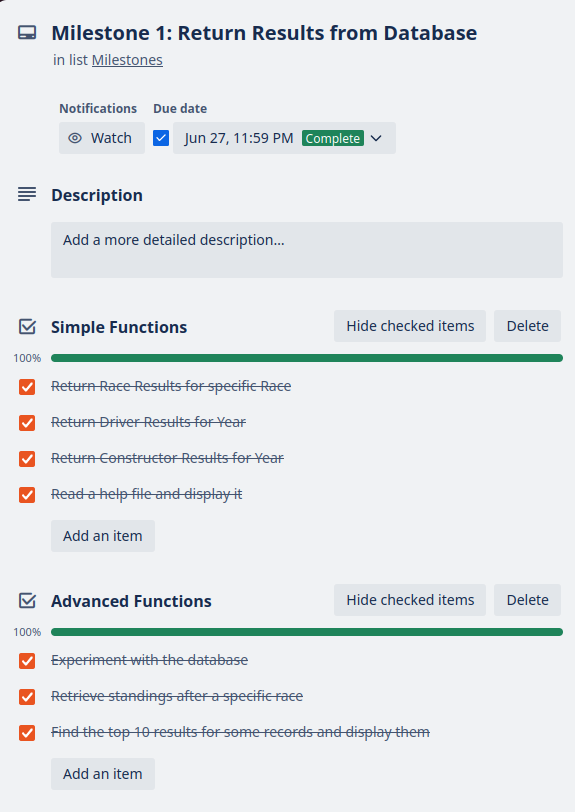 Milestone 1: Return Results from Database
in list Milestones
Notifications Due date
Watch Jun 27, 11:59 PM Complete
Description
Add a more detailed description...
Simple Functions Hide checked items Delete
100%
Return Race Results for specific Race
Return Driver Results for Year
Return Constructor Results for Year
Read a help file and display it
Add an item
Advanced Functions Hide checked items Delete
100%
Experiment with the database
Retrieve standings after a specific race
Find the top 10 results for some records and display them
Add an item